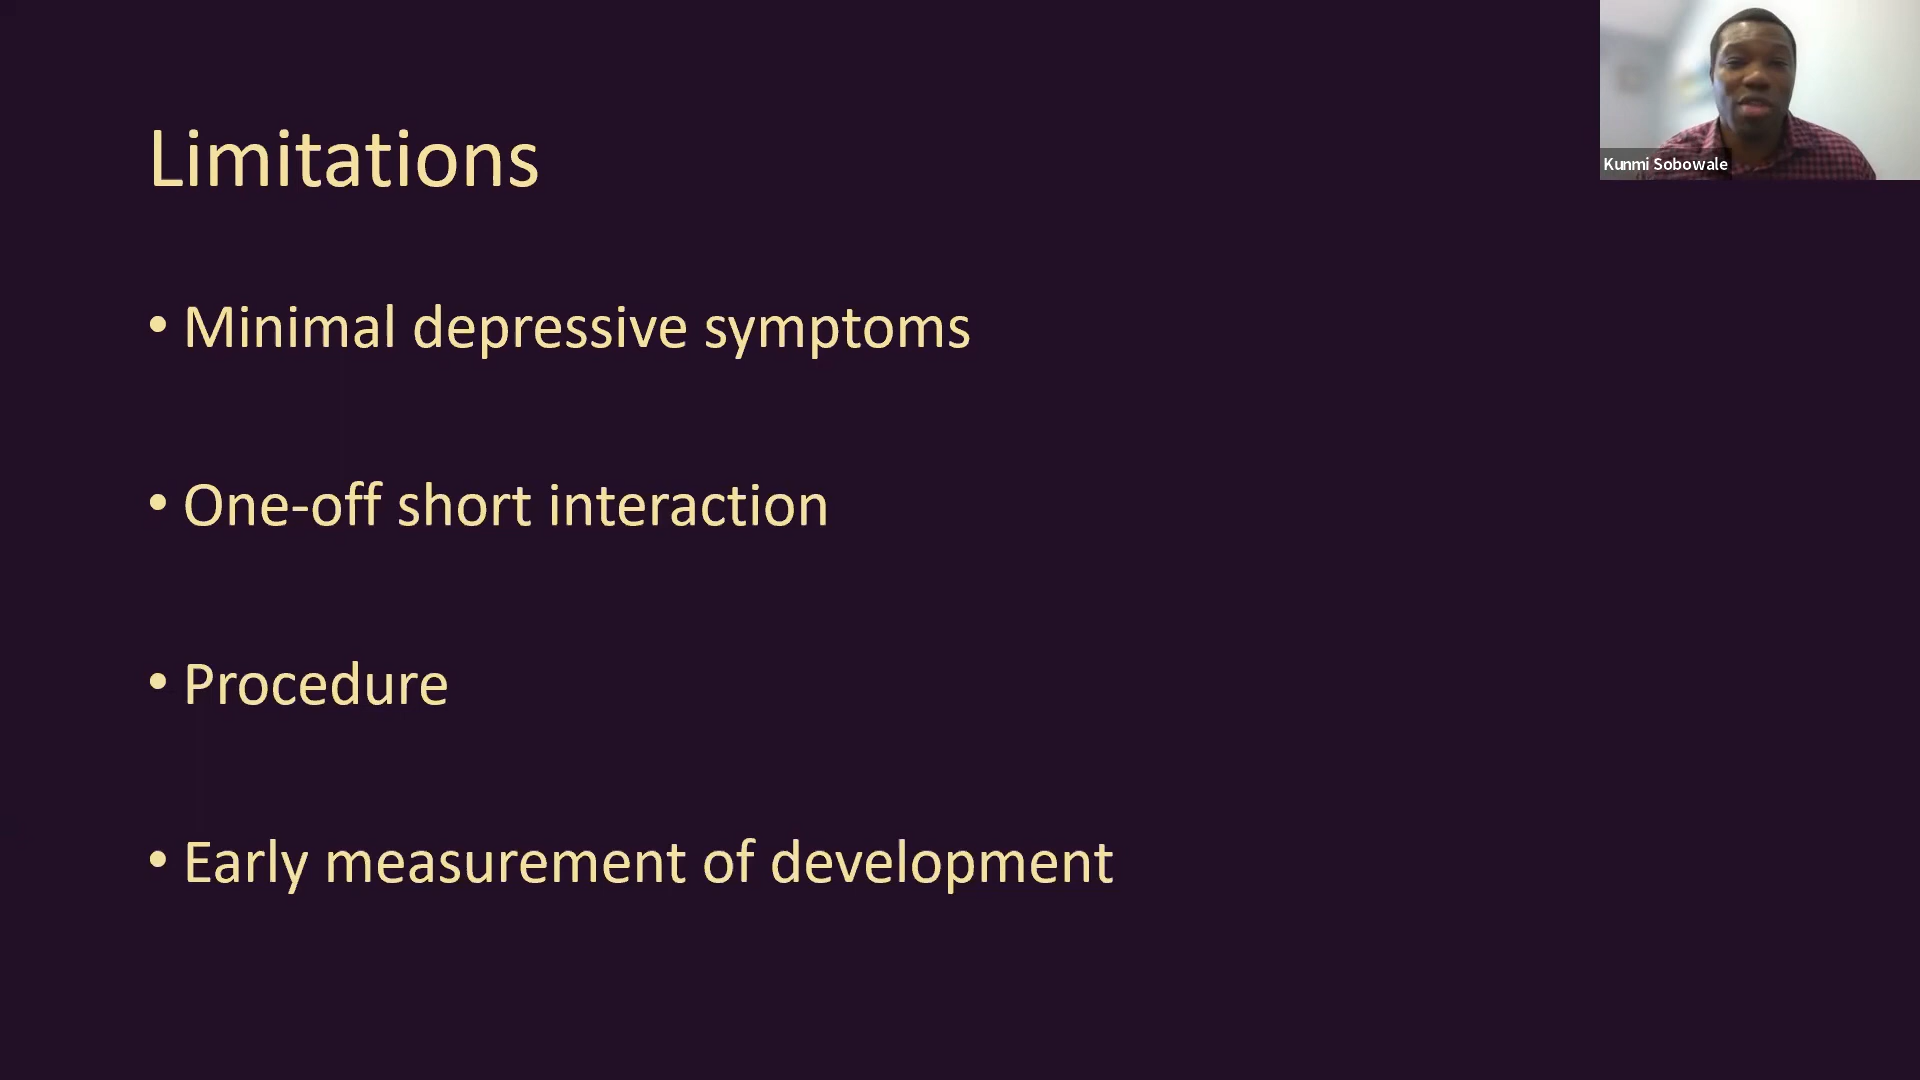 Limitations
• Minimal depressive symptoms
• One-off short interaction
• Procedure
• Early measurement of development
Kunmi Sobowale